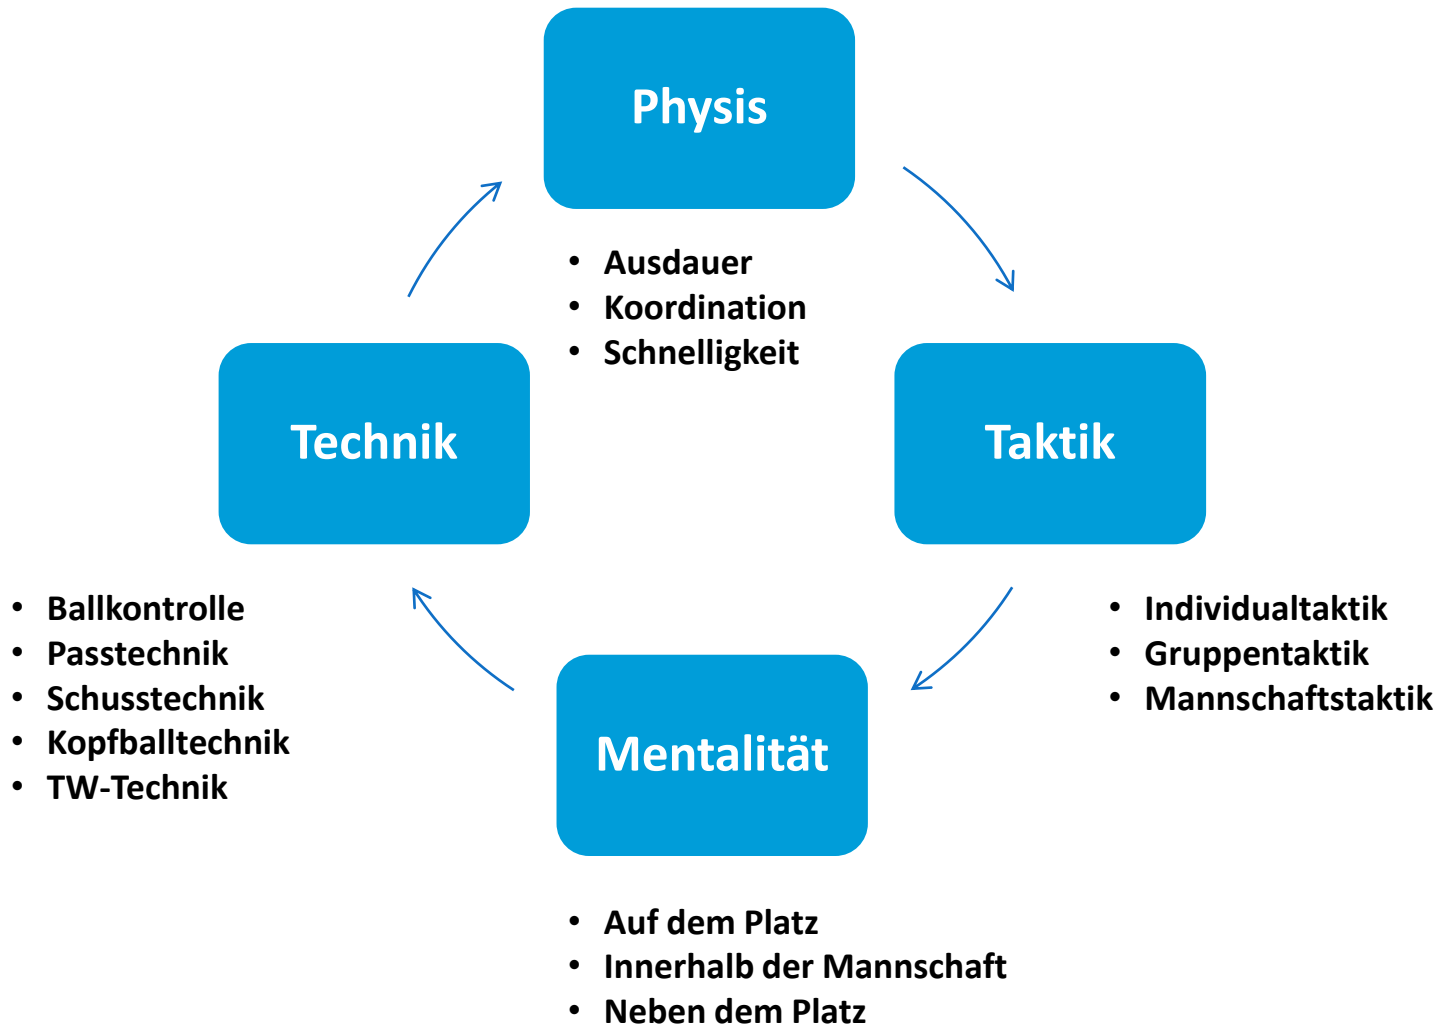 Physis
• Ausdauer
• Koordination
• Schnelligkeit
Technik
Taktik
• Ballkontrolle
• Passtechnik
• Schusstechnik
• Kopfballtechnik
• TW-Technik
• Individualtaktik
• Gruppentaktik
• Mannschaftstaktik
Mentalität
• Auf dem Platz
• Innerhalb der Mannschaft
• Neben dem Platz